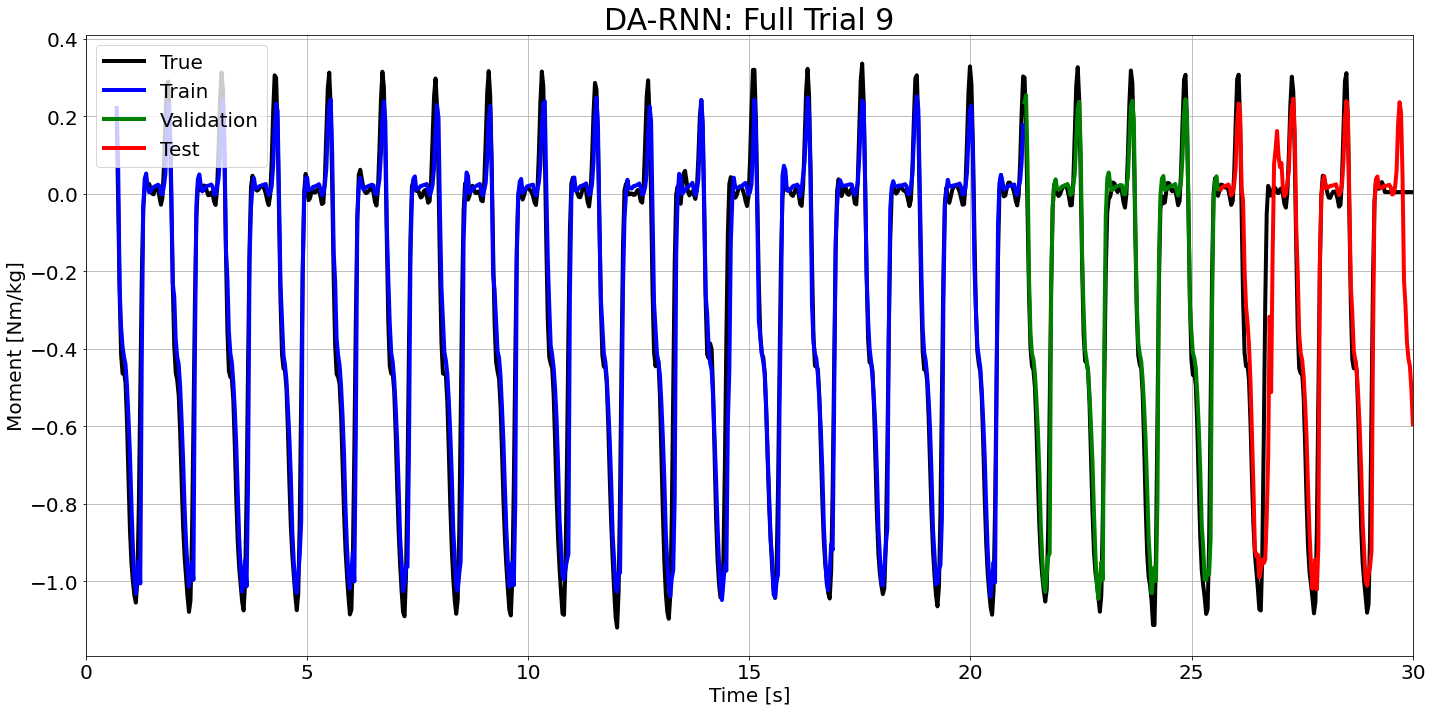 DA-RNN: Full Trial 9
True
Train
Validation
Test
Moment [Nm/kg]
0.4
0.2
0.0
−0.2
−0.4
−0.6
−0.8
−1.0
0
5
10
15
20
25
30
Time [s]